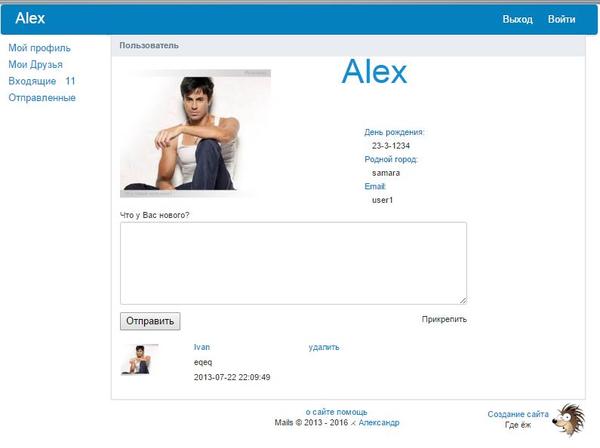 Alex
Выход Войти
Мой профиль
Мои Друзья
Входящие 11
Отправленные
Пользователь
Alex
День рождения:
23-3-1234
Родной город:
samara
Email:
user1
Что у Вас нового?
Отправить
Прикрепить
Ivan удалить
eqeq
2013-07-22 22:09:49
о сайте помощь
Mails © 2013 - 2016 Александр
Создание сайта
Где ёж